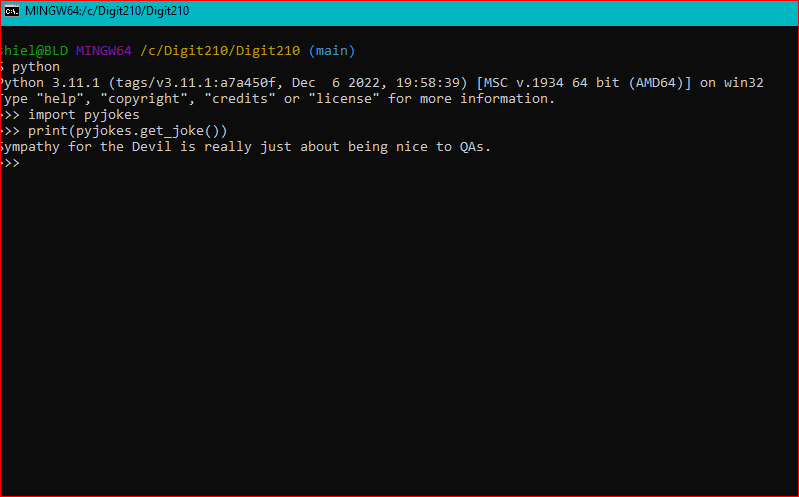 MINGW64:/c/Digit210/Digit210
shiel@BLD MINGW64 /c/Digit210/Digit210 (main)
$ python
Python 3.11.1 (tags/v3.11.1:a7a450f, Dec  6 2022, 19:58:39) [MSC v.1934 64 bit (AMD64)] on win32
Type "help", "copyright", "credits" or "license" for more information.
>>> import pyjokes
>>> print(pyjokes.get_joke())
Sympathy for the Devil is really just about being nice to QAs.
>>>